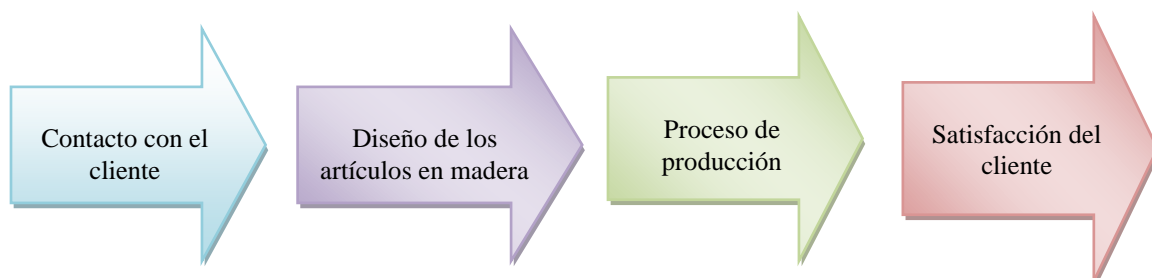 Contacto con el
cliente
Diseño de los
artículos en madera
Proceso de
producción
Satisfacción del
cliente